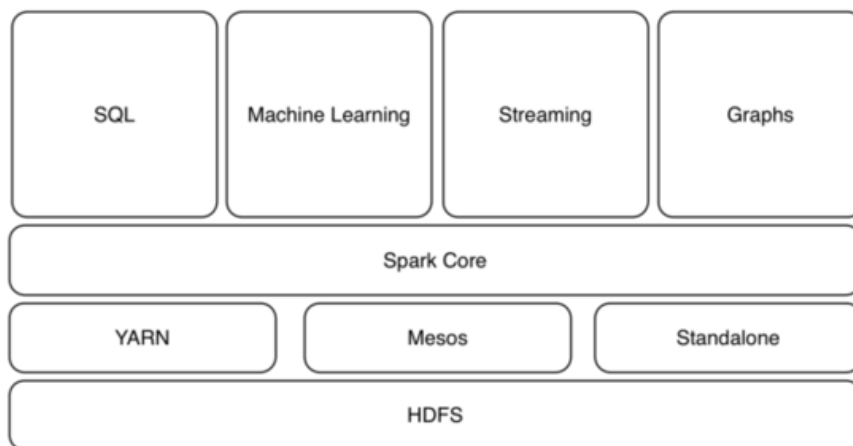 SQL
Machine Learning
Streaming
Graphs
Spark Core
YARN
Mesos
Standalone
HDFS